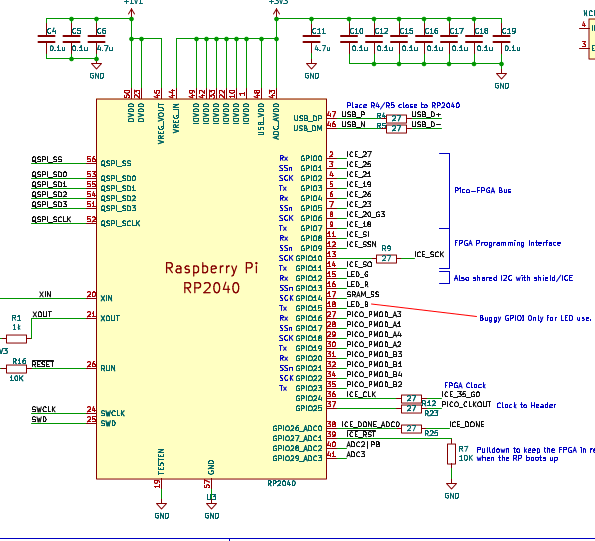 +1V1
+3V3
C4
C5
C6
C11
C10
C12
C15
C16
C17
C18
C19
0.1u
0.1u
4.7u
4.7u
0.1u
0.1u
0.1u
0.1u
0.1u
0.1u
0.1u
GND
GND
GND
4
3
50
23
45
44
49
42
33
22
10
1
48
43
DVDD
DVDD
VREG_VOUT
VREG_IN
IOVDD
IOVDD
IOVDD
IOVDD
IOVDD
IOVDD
USB_VDD
ADC_AVDD
Place R4/R5 close to RP2040
USB_DP 47 USB_P R4 27 USB_D+
USB_DM 46 USB_N R5 27 USB_D-
QSPI_SS 56 QSPI_SS
QSPI_SD0 53 QSPI_SD0
QSPI_SD1 55 QSPI_SD1
QSPI_SD2 54 QSPI_SD2
QSPI_SD3 51 QSPI_SD3
QSPI_SCLK 52 QSPI_SCLK
Rx GPIO0 2 ICE_27
SSn GPIO1 3 ICE_25
SCK GPIO2 4 ICE_21
Tx GPIO3 5 ICE_19
Rx GPIO4 6 ICE_26
SSn GPIO5 7 ICE_23
SCK GPIO6 8 ICE_20_G3
Tx GPIO7 9 ICE_18
Rx GPIO8 11 ICE_SI
SSn GPIO9 12 ICE_SSN
SCK GPIO10 13 R9 27 ICE_SCK
Tx GPIO11 14 ICE_SO
Rx GPIO12 15 LED_G
SSn GPIO13 16 LED_R
SCK GPIO14 17 SRAM_SS
Tx GPIO15 18 LED_B
Rx GPIO16 27 PICO_PMOD_A3
SSn GPIO17 28 PICO_PMOD_A1
SCK GPIO18 29 PICO_PMOD_A4
Tx GPIO19 30 PICO_PMOD_A2
Rx GPIO20 31 PICO_PMOD_B3
SSn GPIO21 32 PICO_PMOD_B1
SCK GPIO22 34 PICO_PMOD_B4
Tx GPIO23 35 PICO_PMOD_B2
GPIO24 36 ICE_CLK 27 R12 ICE_35_G0
GPIO25 37 27 R23 PICO_CLKOUT
GPIO26_ADC0 38 ICE_DONE_ADC0 27 R25 ICE_DONE
GPIO27_ADC1 39 ICE_RST
GPIO28_ADC2 40 ADC2|PB
GPIO29_ADC3 41 ADC3
Pico-FPGA Bus
FPGA Programming Interface
Also shared I2C with shield/ICE
Buggy GPIO! Only for LED use.
FPGA Clock
Clock to Header
R7
10K
Pulldown to keep the FPGA in re
when the RP boots up
GND
Raspberry Pi
RP2040
XIN 20 XIN
XOUT 21 XOUT
R1
1k
V3
R16
10K
RESET 26 RUN
SWCLK 24 SWCLK
SWD 25 SWD
TESTEN
GND
19
57
U3
RP2040
GND
GND